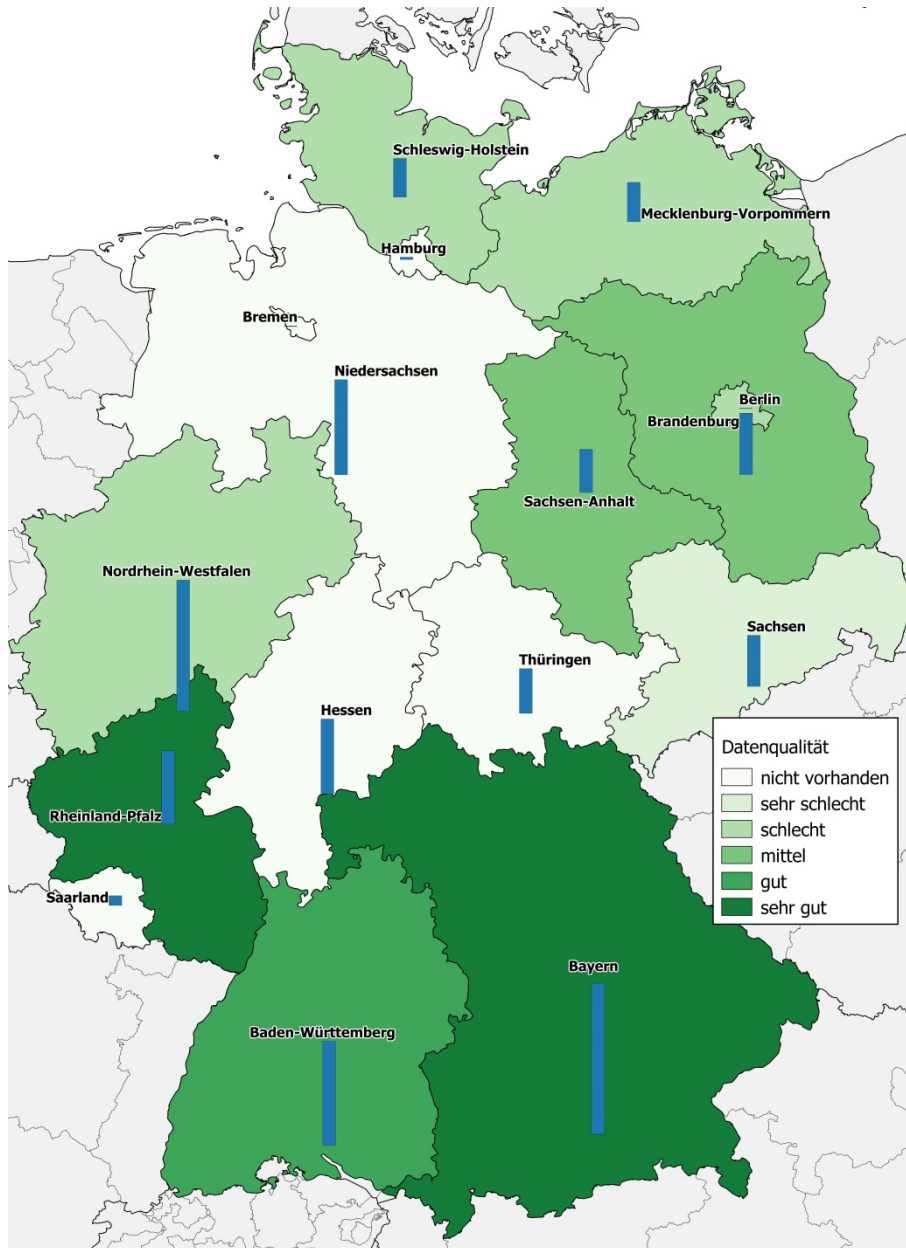 Schleswig-Holstein
Mecklenburg-Vorpommern
Hamburg
Bremen
Niedersachsen
Berlin
Brandenburg
Sachsen-Anhalt
Nordrhein-Westfalen
Sachsen
Thüringen
Hessen
Rheinland-Pfalz
Saarland
Bayern
Baden-Württemberg
Datenqualität
nicht vorhanden
sehr schlecht
schlecht
mittel
gut
sehr gut